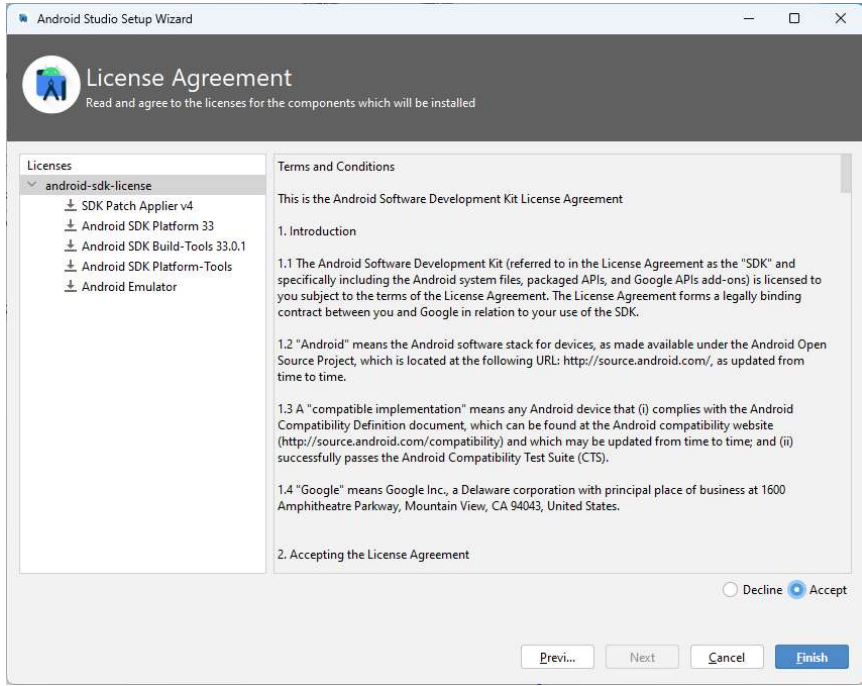 Android Studio Setup Wizard
License Agreement
Read and agree to the licenses for the components which will be installed
Licenses
android-sdk-license
SDK Patch Applier v4
Android SDK Platform 33
Android SDK Build-Tools 33.0.1
Android SDK Platform-Tools
Android Emulator
Terms and Conditions
This is the Android Software Development Kit License Agreement
1. Introduction
1.1 The Android Software Development Kit (referred to in the License Agreement as the "SDK" and
specifically including the Android system files, packaged APIs, and Google APIs add-ons) is licensed to
you subject to the terms of the License Agreement. The License Agreement forms a legally binding
contract between you and Google in relation to your use of the SDK.
1.2 "Android" means the Android software stack for devices, as made available under the Android Open
Source Project, which is located at the following URL: http://source.android.com/, as updated from
time to time.
1.3 A "compatible implementation" means any Android device that (i) complies with the Android
Compatibility Definition document, which can be found at the Android compatibility website
(http://source.android.com/compatibility) and which may be updated from time to time; and (ii)
successfully passes the Android Compatibility Test Suite (CTS).
1.4 "Google" means Google Inc., a Delaware corporation with principal place of business at 1600
Amphitheatre Parkway, Mountain View, CA 94043, United States.
2. Accepting the License Agreement
Decline Accept
Previ... Next Cancel Finish